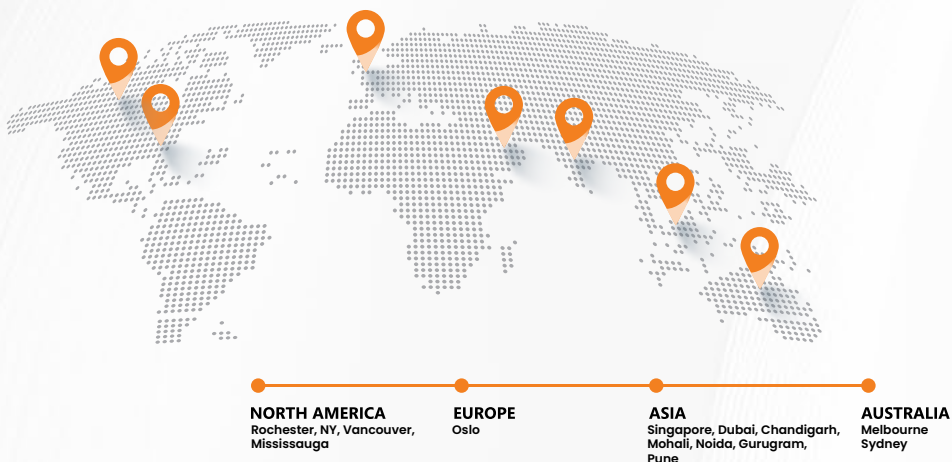 NORTH AMERICA
Rochester, NY, Vancouver,
Mississauga
EUROPE
Oslo
ASIA
Singapore, Dubai, Chandigarh,
Mohali, Noida, Gurugram,
Pune
AUSTRALIA
Melbourne
Sydney